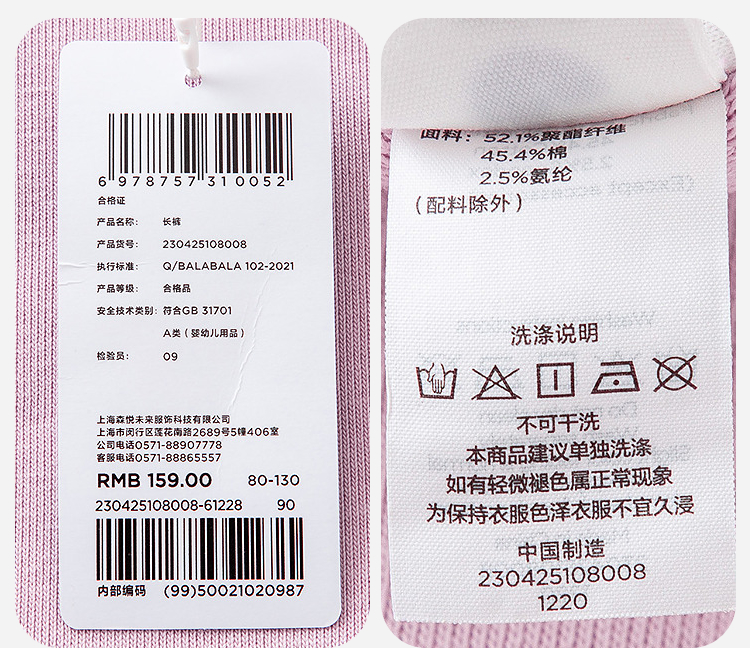 6 978757 310052
合格证
产品名称: 长裤
产品货号: 230425108008
执行标准: Q/BALABALA 102-2021
产品等级: 合格品
安全技术类别: 符合GB 31701
A类 (婴幼儿用品)
检验员: 09
上海森悦未来服饰科技有限公司
上海市闵行区莲花南路2689号5幢406室
公司电话0571-88907778
客服电话0571-88865557
RMB 159.00 80-130
230425108008-61228 90
内部编码 (99)50021020987
面料: 52.1%聚酯纤维
45.4%棉
2.5%氨纶
(配料除外)
洗涤说明
不可干洗
本商品建议单独洗涤
如有轻微褪色属正常现象
为保持衣服色泽衣服不宜久浸
中国制造
230425108008
1220